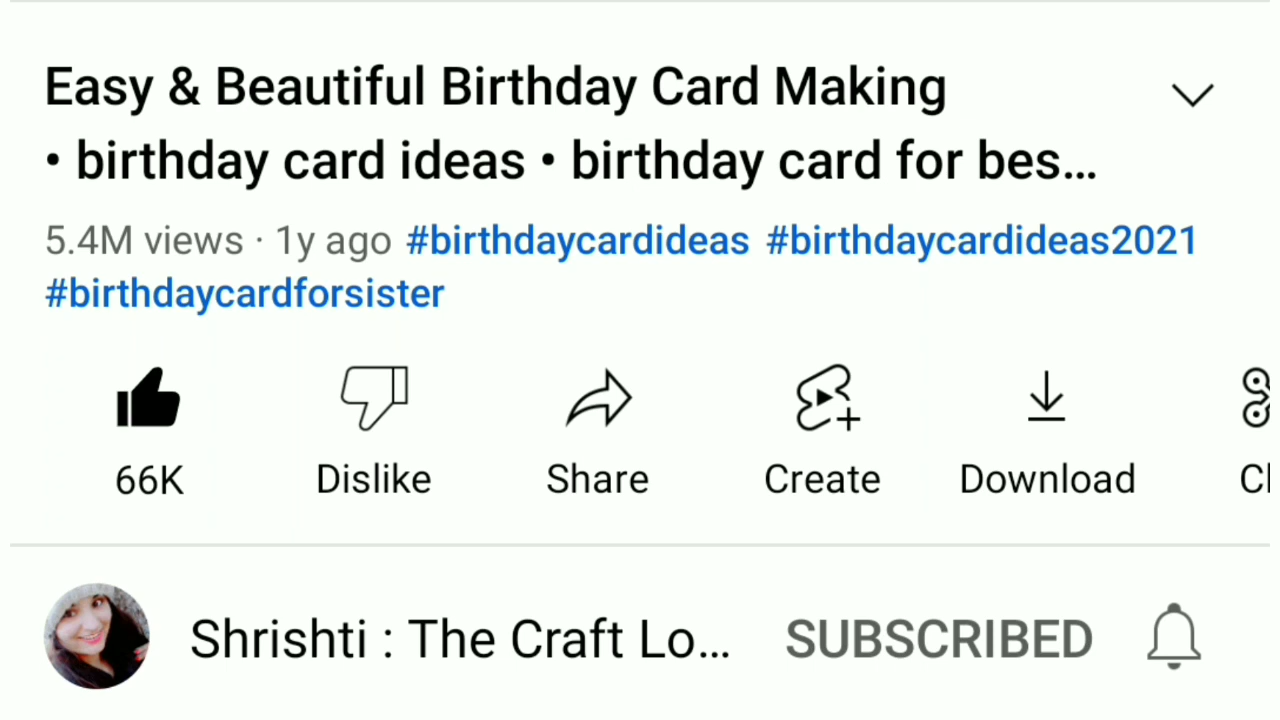 Easy & Beautiful Birthday Card Making
• birthday card ideas • birthday card for bes...
5.4M views · 1y ago #birthdaycardideas #birthdaycardideas2021
#birthdaycardforsister
66K Dislike Share Create Download Cl
Shrishti : The Craft Lo... SUBSCRIBED